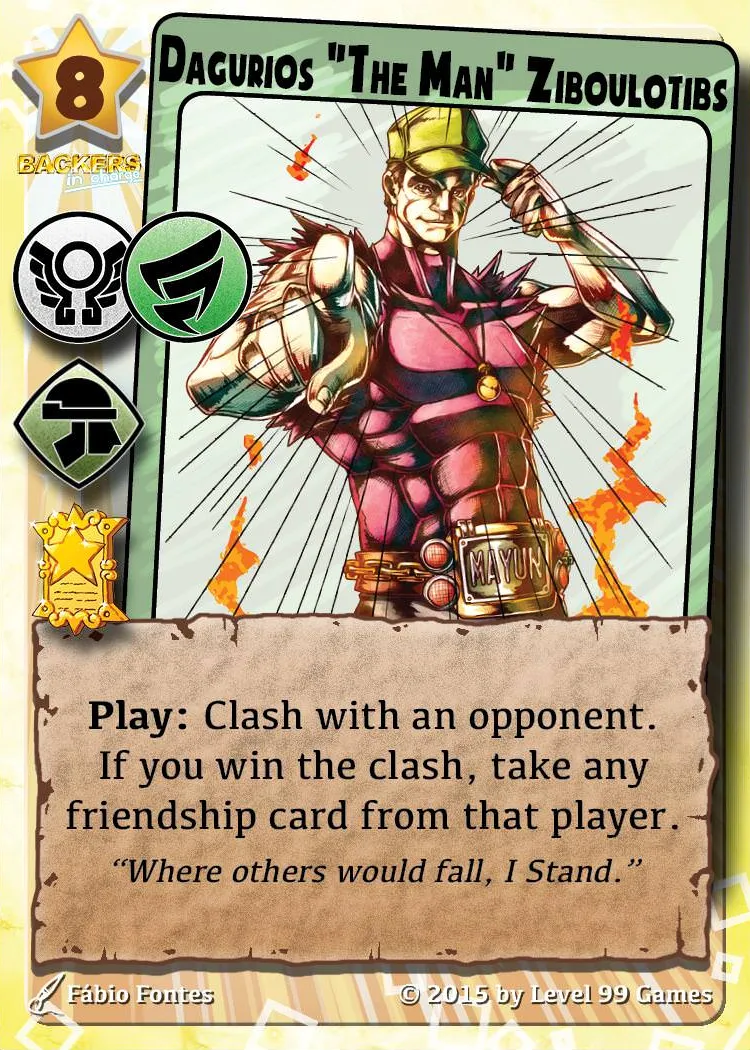 8
BACKERS
in charge
DAGURIOS "THE MAN" ZIBOULOTIBS
MAYUN
Play: Clash with an opponent.
If you win the clash, take any
friendship card from that player.
“Where others would fall, I Stand.”
Fábio Fontes
© 2015 by Level 99 Games